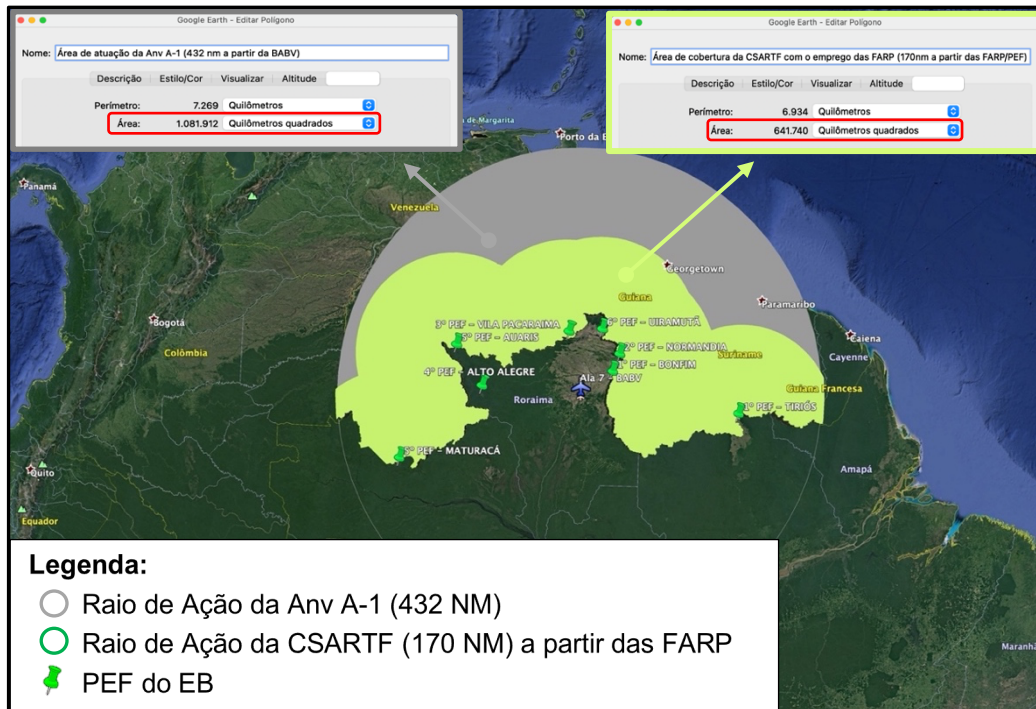 Google Earth - Editar Polígono
Nome: Área de atuação da Anv A-1 (432 nm a partir da BABV)
Descrição Estilo/Cor Visualizar Altitude
Perímetro: 7.269 Quilômetros
Área: 1.081.912 Quilômetros quadrados
Google Earth - Editar Polígono
Nome: Área de cobertura da CSARTF com o emprego das FARP (170nm a partir das FARP/PEF)
Descrição Estilo/Cor Visualizar Altitude
Perímetro: 6.934 Quilômetros
Área: 641.740 Quilômetros quadrados
a de Margarita
Porto da E
Panamá
Venezuela
Georgetown
Guiana
Paramaribo
Bogotá
3º PEF – VILA PACARAIMA
6º PEF – UIRAMUTÃ
5º PEF – AUARIS
Caiena
Colômbia
2º PEF – NORMANDIA
Suriname
Cayenne
1º PEF – BONFIM
4º PEF – ALTO ALEGRE
Ala 7 – BABV
Guiana Francesa
Roraima
1º PEF – TIRIÓS
5º PEF – MATURACÁ
Quito
Amapá
Equador
Legenda:
Raio de Ação da Anv A-1 (432 NM)
Raio de Ação da CSARTF (170 NM) a partir das FARP
PEF do EB
Maranhã